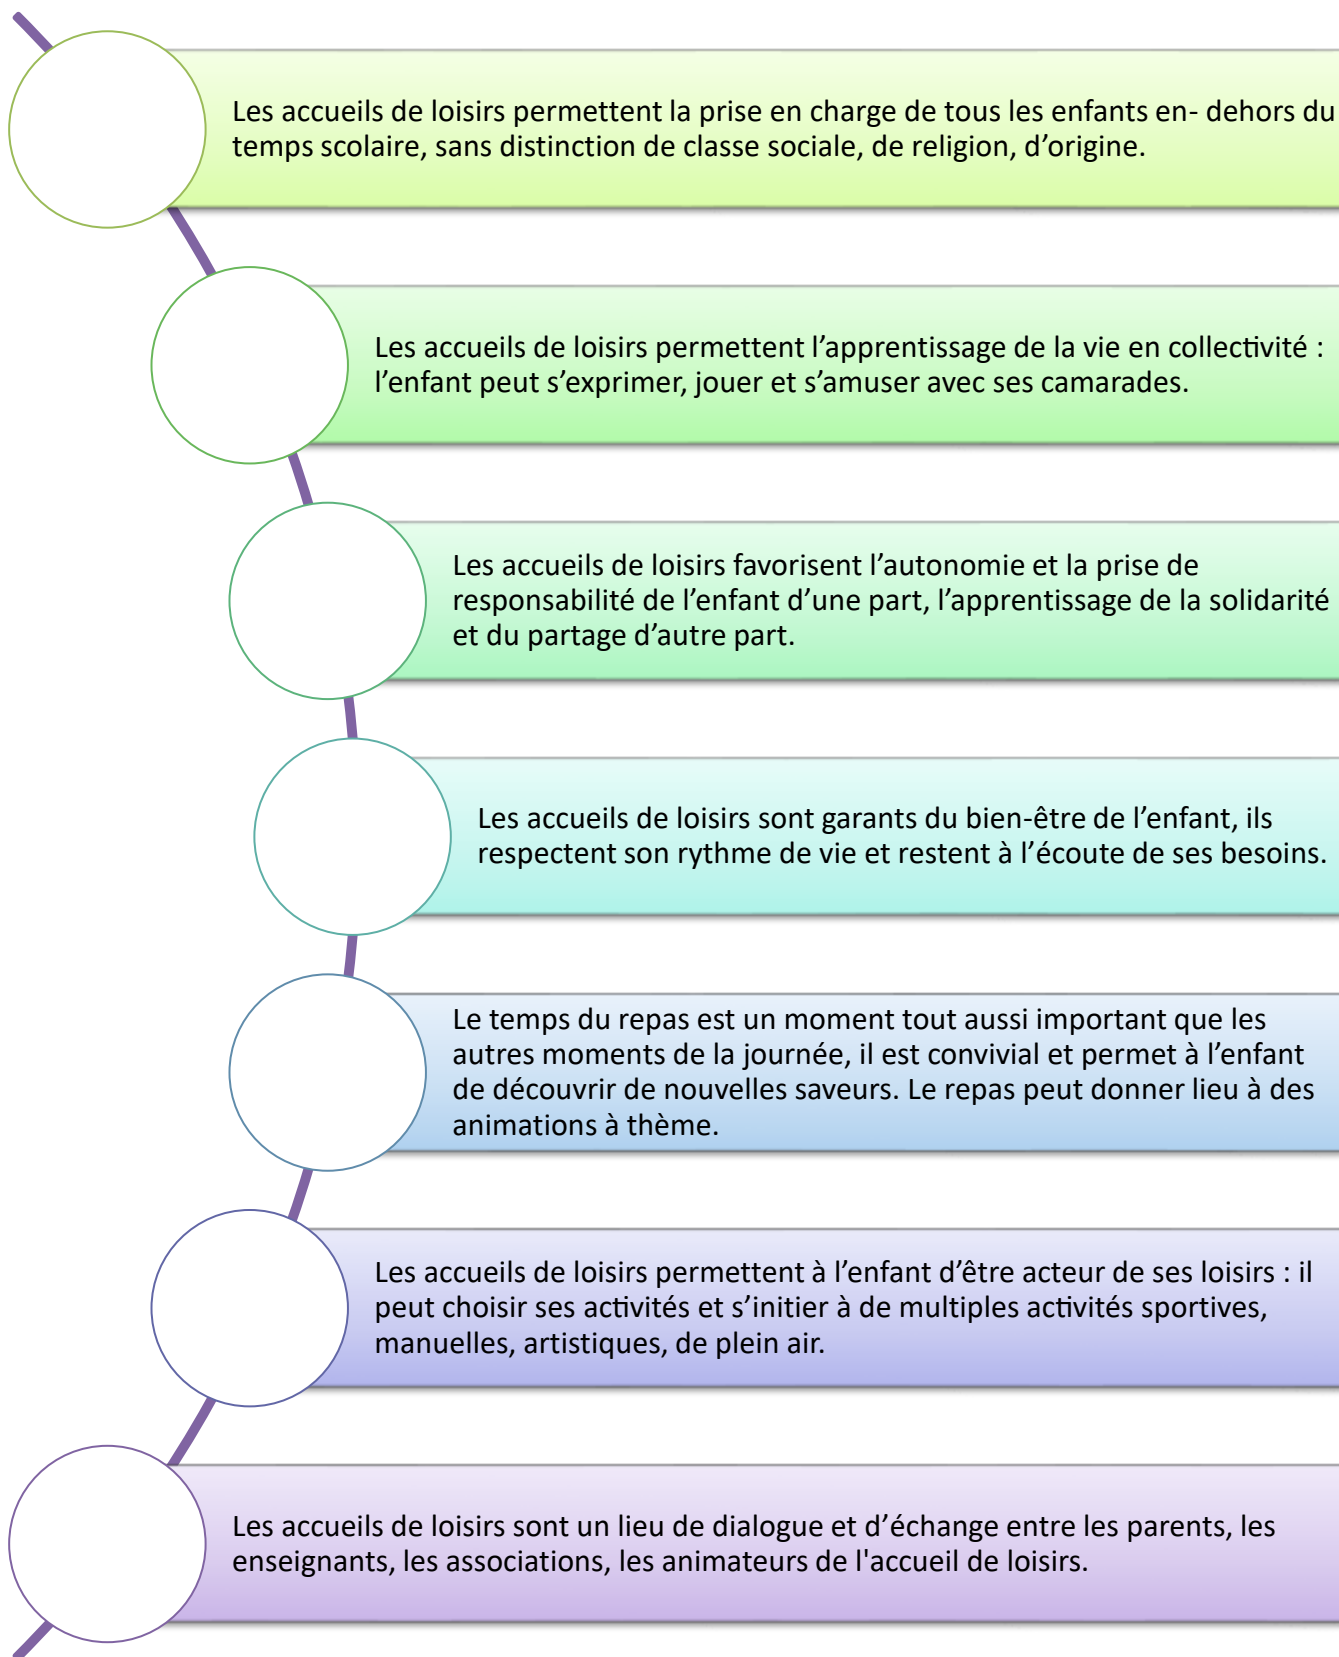 Les accueils de loisirs permettent la prise en charge de tous les enfants en- dehors du
temps scolaire, sans distinction de classe sociale, de religion, d’origine.
Les accueils de loisirs permettent l’apprentissage de la vie en collectivité :
l’enfant peut s’exprimer, jouer et s’amuser avec ses camarades.
Les accueils de loisirs favorisent l’autonomie et la prise de
responsabilité de l’enfant d’une part, l’apprentissage de la solidarité
et du partage d’autre part.
Les accueils de loisirs sont garants du bien-être de l’enfant, ils
respectent son rythme de vie et restent à l’écoute de ses besoins.
Le temps du repas est un moment tout aussi important que les
autres moments de la journée, il est convivial et permet à l’enfant
de découvrir de nouvelles saveurs. Le repas peut donner lieu à des
animations à thème.
Les accueils de loisirs permettent à l’enfant d’être acteur de ses loisirs : il
peut choisir ses activités et s’initier à de multiples activités sportives,
manuelles, artistiques, de plein air.
Les accueils de loisirs sont un lieu de dialogue et d’échange entre les parents, les
enseignants, les associations, les animateurs de l'accueil de loisirs.